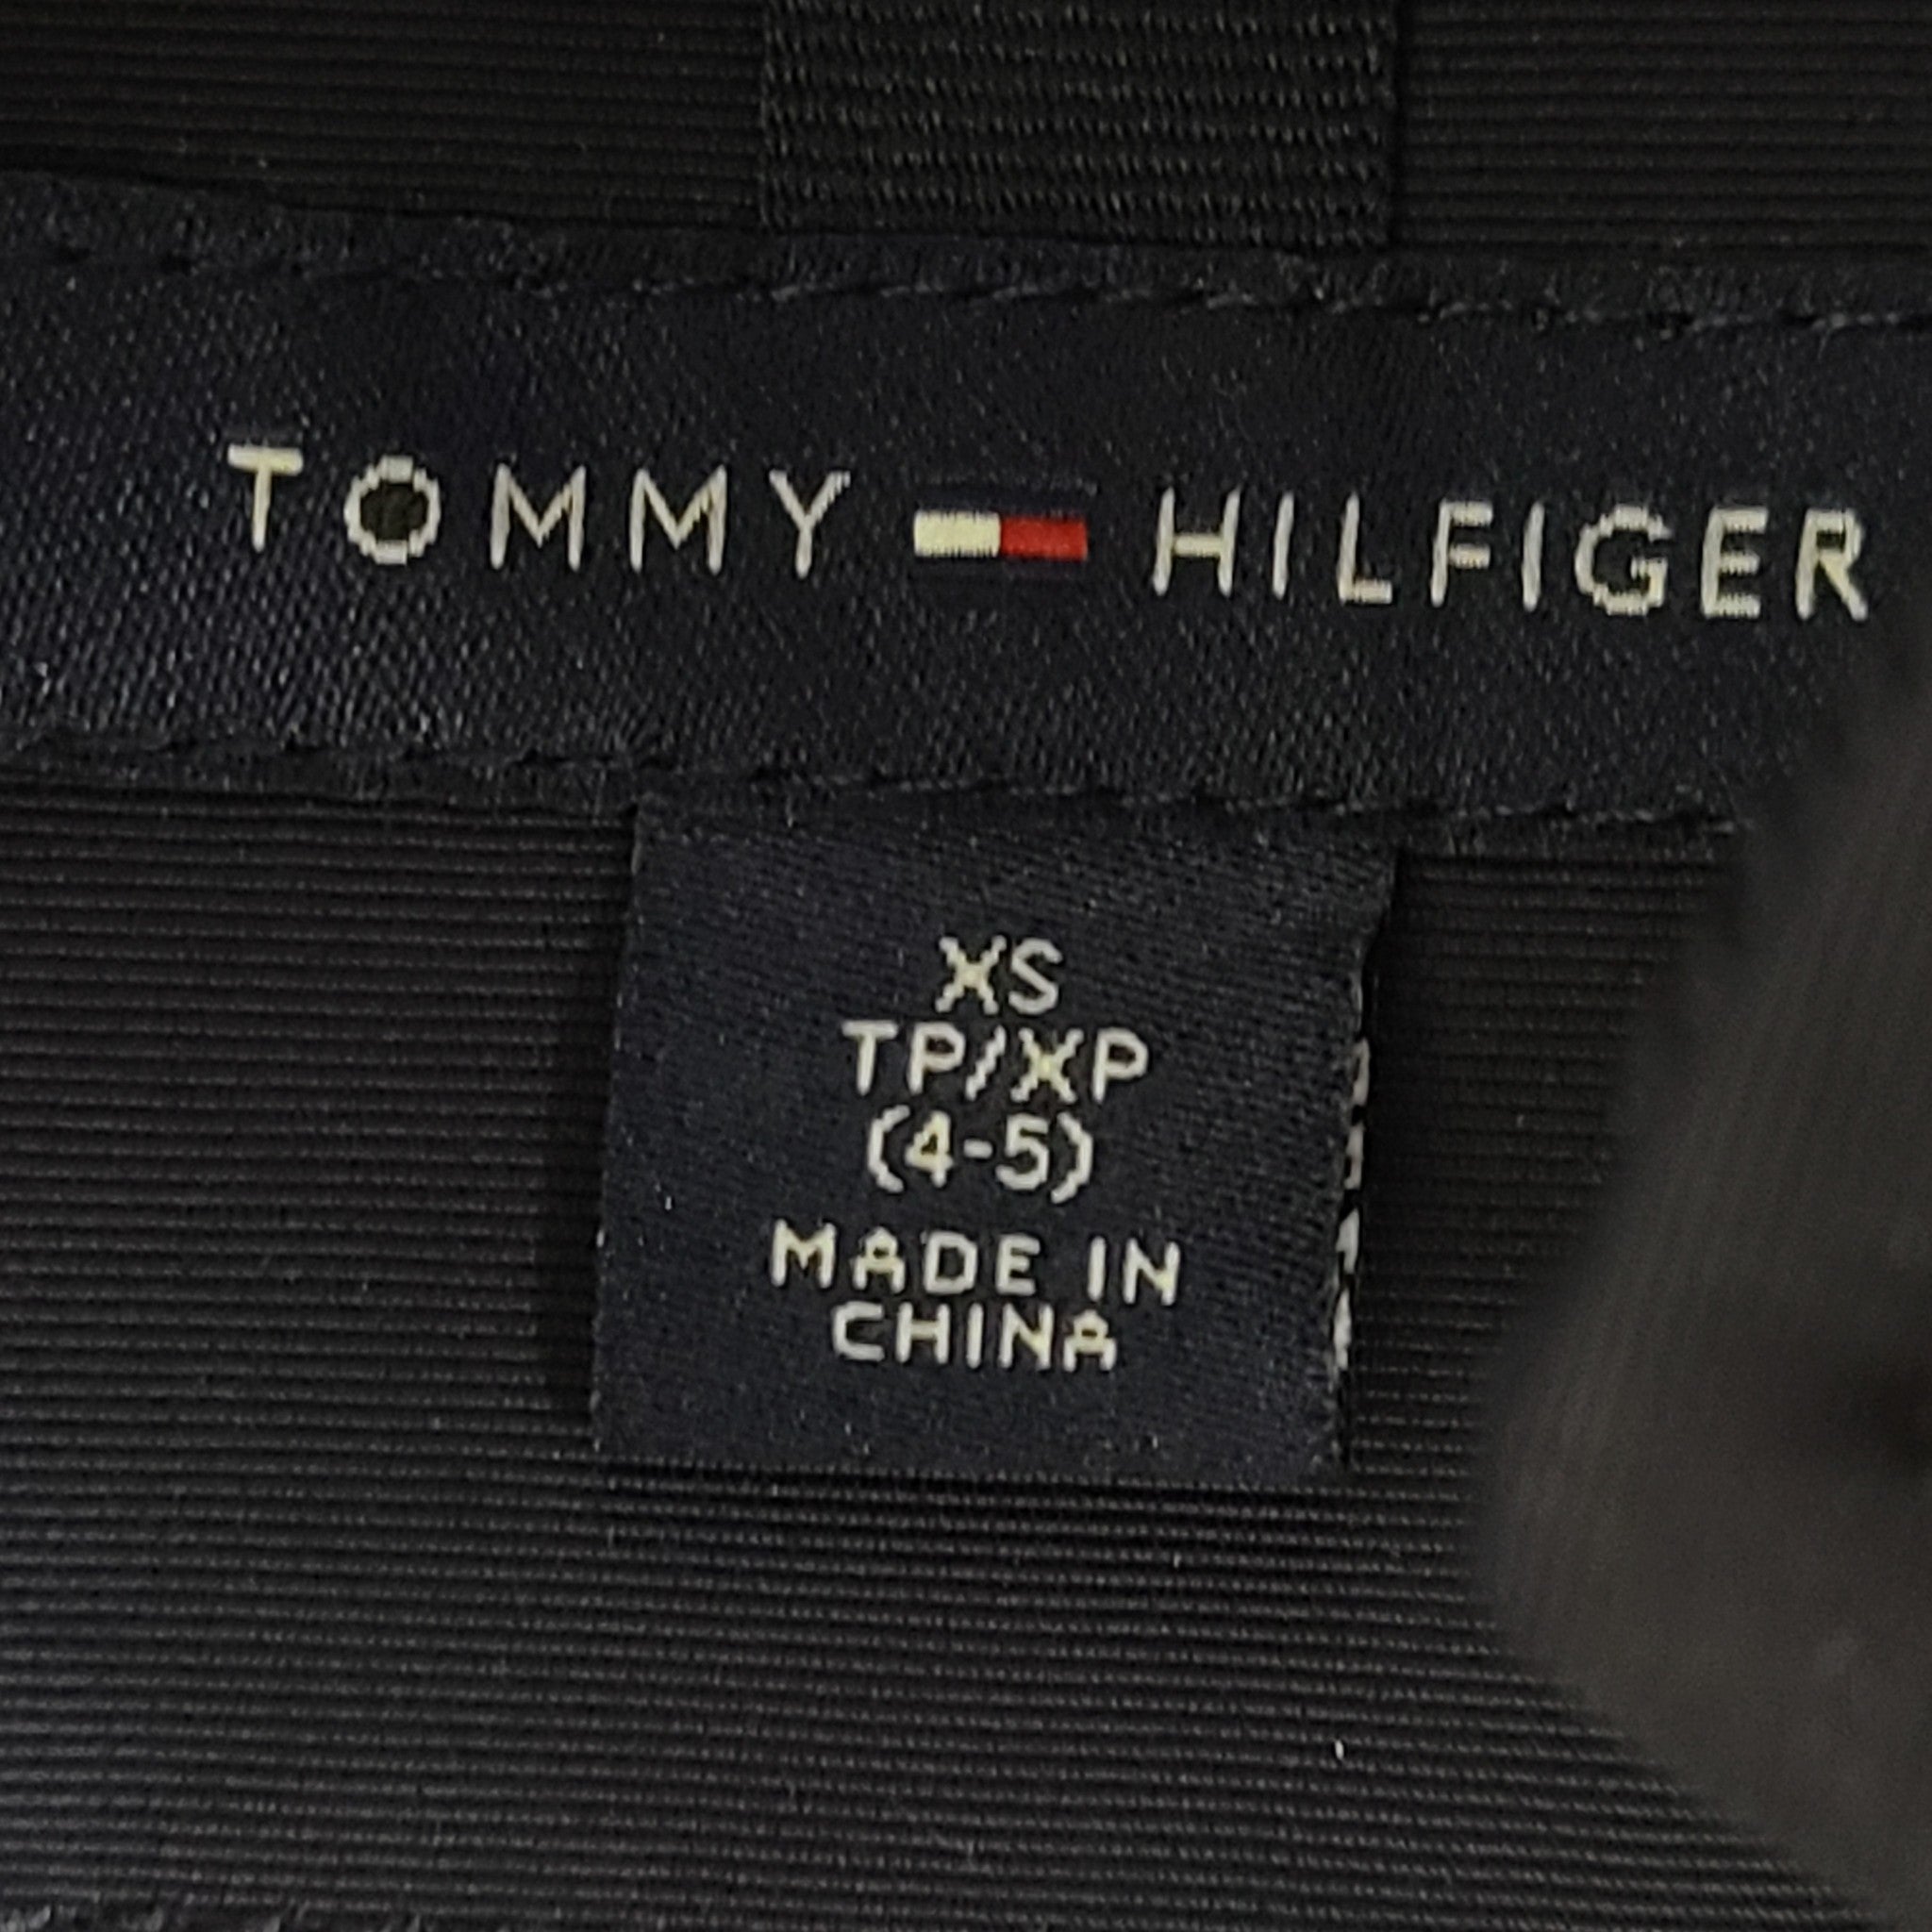 TOMMY HILFIGER
XS
TP/XP
(4-5)
MADE IN
CHINA